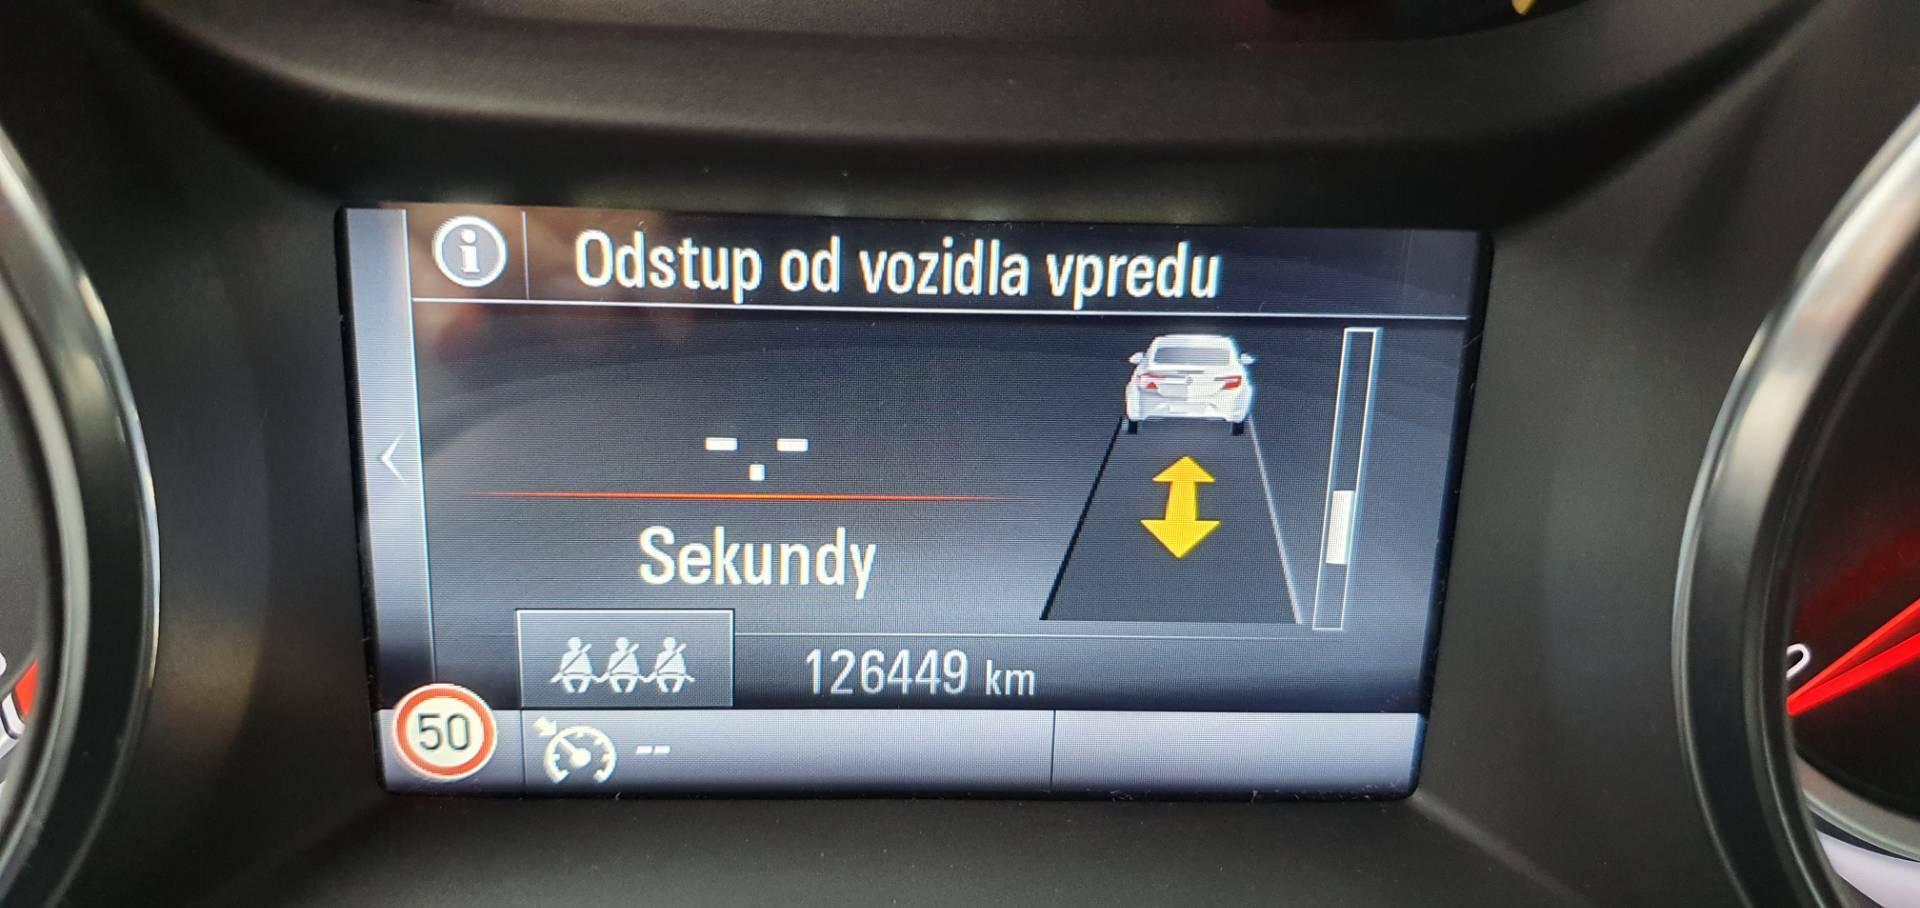 Odstup od vozidla vpredu
-.-
Sekundy
126449 km
50
--